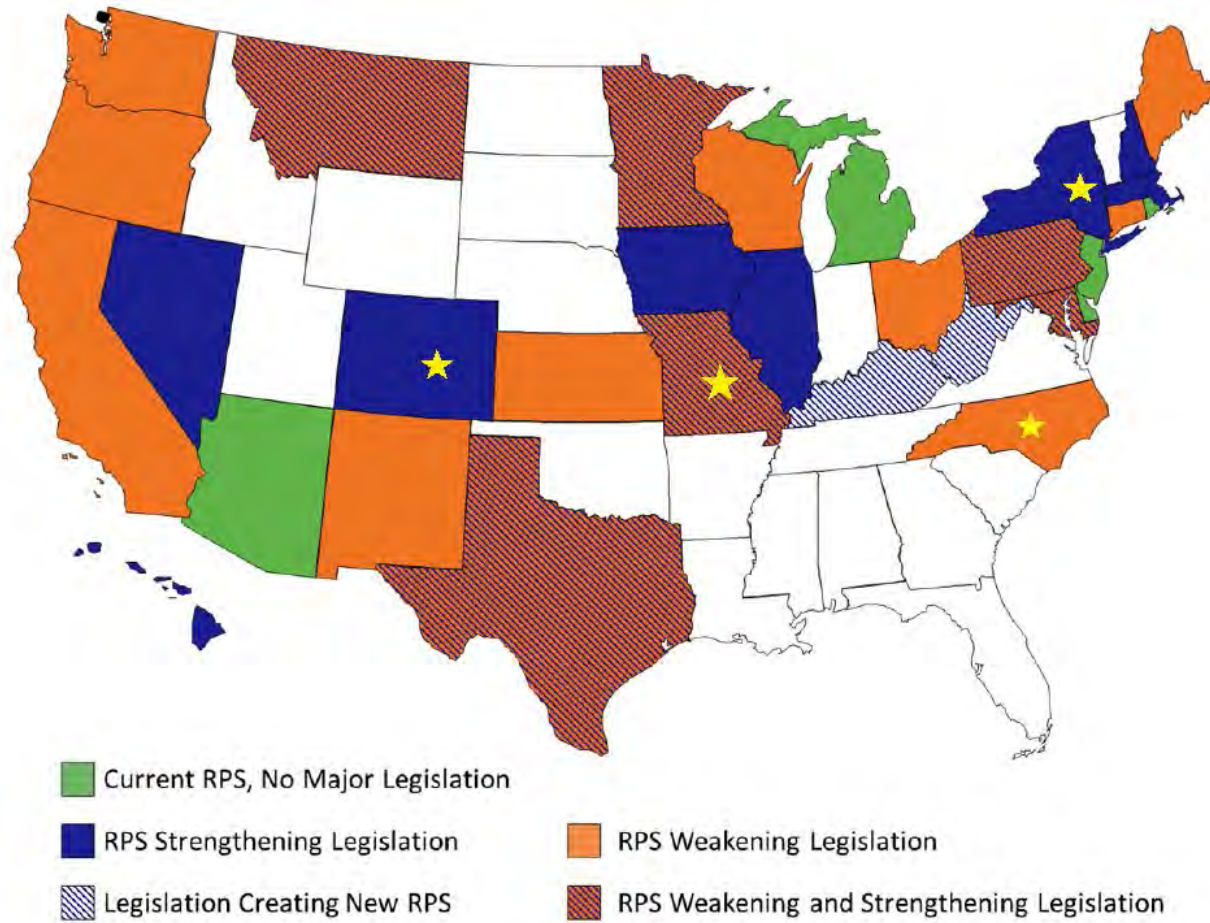 Current RPS, No Major Legislation
RPS Strengthening Legislation
RPS Weakening Legislation
Legislation Creating New RPS
RPS Weakening and Strengthening Legislation